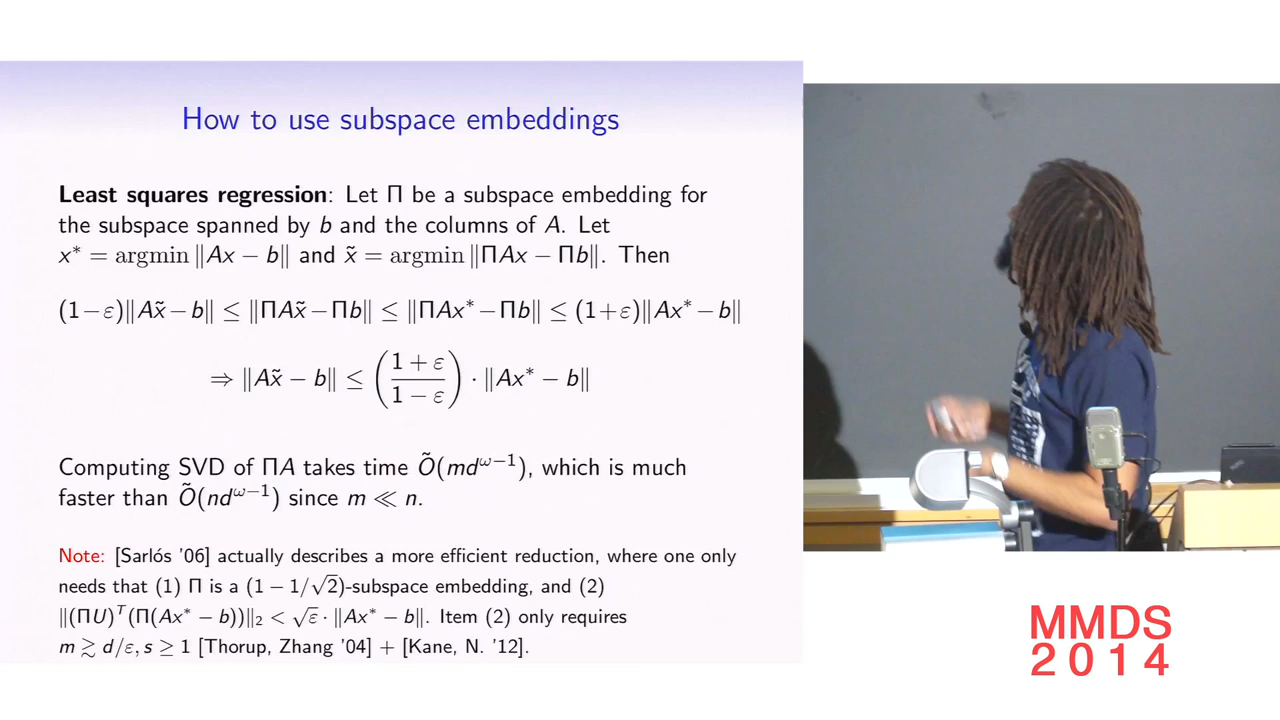 How to use subspace embeddings
Least squares regression: Let Π be a subspace embedding for
the subspace spanned by b and the columns of A. Let
x* = argmin ‖Ax − b‖ and x̃ = argmin ‖ΠAx − Πb‖. Then
(1−ε)‖Ax̃−b‖ ≤ ‖ΠAx̃−Πb‖ ≤ ‖ΠAx*−Πb‖ ≤ (1+ε)‖Ax*−b‖
⇒ ‖Ax̃ − b‖ ≤ ((1 + ε)/(1 − ε)) · ‖Ax* − b‖
Computing SVD of ΠA takes time Õ(md^{ω−1}), which is much
faster than Õ(nd^{ω−1}) since m ≪ n.
Note: [Sarlós '06] actually describes a more efficient reduction, where one only
needs that (1) Π is a (1 − 1/√2)-subspace embedding, and (2)
‖(ΠU)^T(Π(Ax* − b))‖₂ < √ε · ‖Ax* − b‖. Item (2) only requires
m ≳ d/ε, s ≥ 1 [Thorup, Zhang '04] + [Kane, N. '12].
MMDS
2014